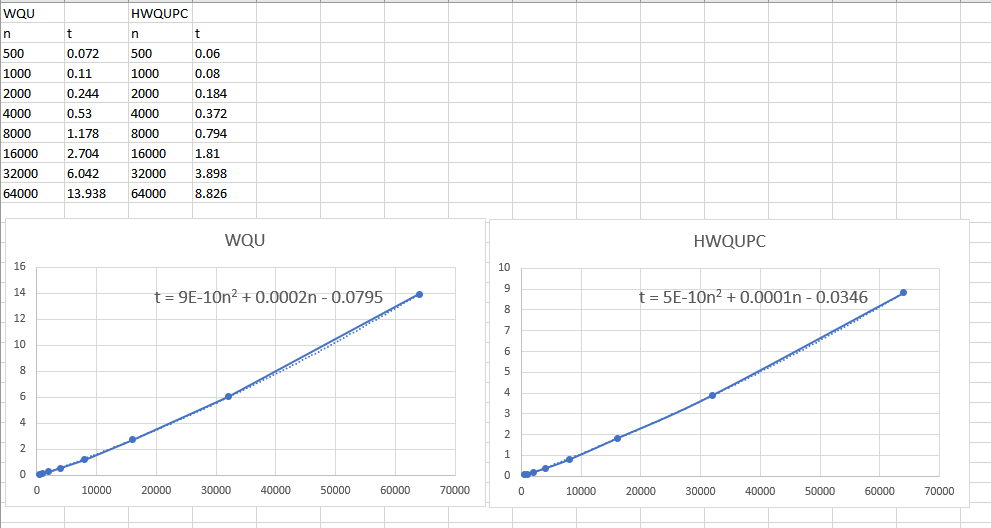 WQU HWQUPC
n t n t
500 0.072 500 0.06
1000 0.11 1000 0.08
2000 0.244 2000 0.184
4000 0.53 4000 0.372
8000 1.178 8000 0.794
16000 2.704 16000 1.81
32000 6.042 32000 3.898
64000 13.938 64000 8.826
WQU
16
14
12
10
8
6
4
2
0
t = 9E-10n² + 0.0002n - 0.0795
0 10000 20000 30000 40000 50000 60000 70000
HWQUPC
10
9
8
7
6
5
4
3
2
1
0
t = 5E-10n² + 0.0001n - 0.0346
0 10000 20000 30000 40000 50000 60000 70000